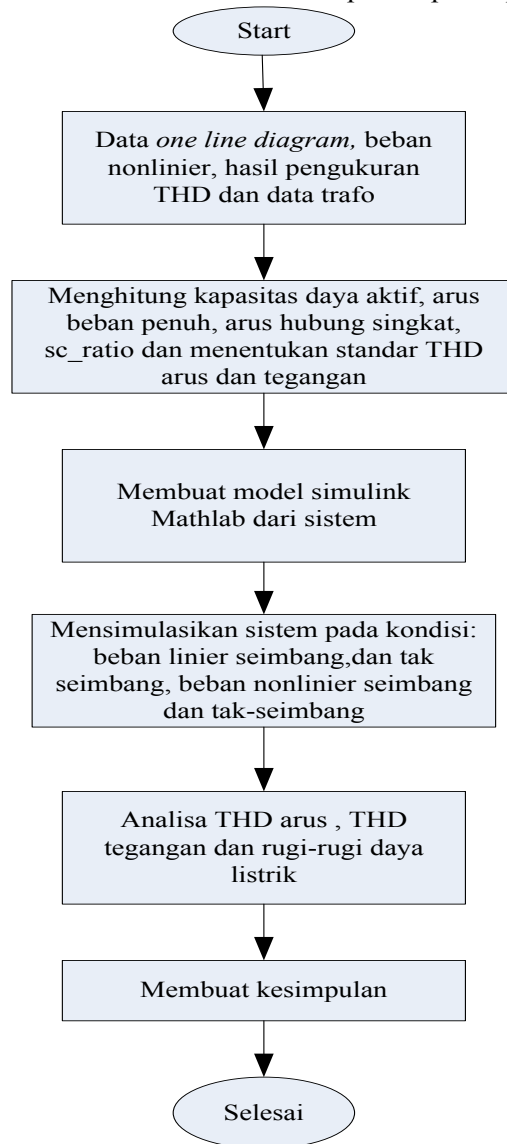 Start
Data one line diagram, beban
nonlinier, hasil pengukuran
THD dan data trafo
Menghitung kapasitas daya aktif, arus
beban penuh, arus hubung singkat,
sc_ratio dan menentukan standar THD
arus dan tegangan
Membuat model simulink
Mathlab dari sistem
Mensimulasikan sistem pada kondisi:
beban linier seimbang,dan tak
seimbang, beban nonlinier seimbang
dan tak-seimbang
Analisa THD arus , THD
tegangan dan rugi-rugi daya
listrik
Membuat kesimpulan
Selesai